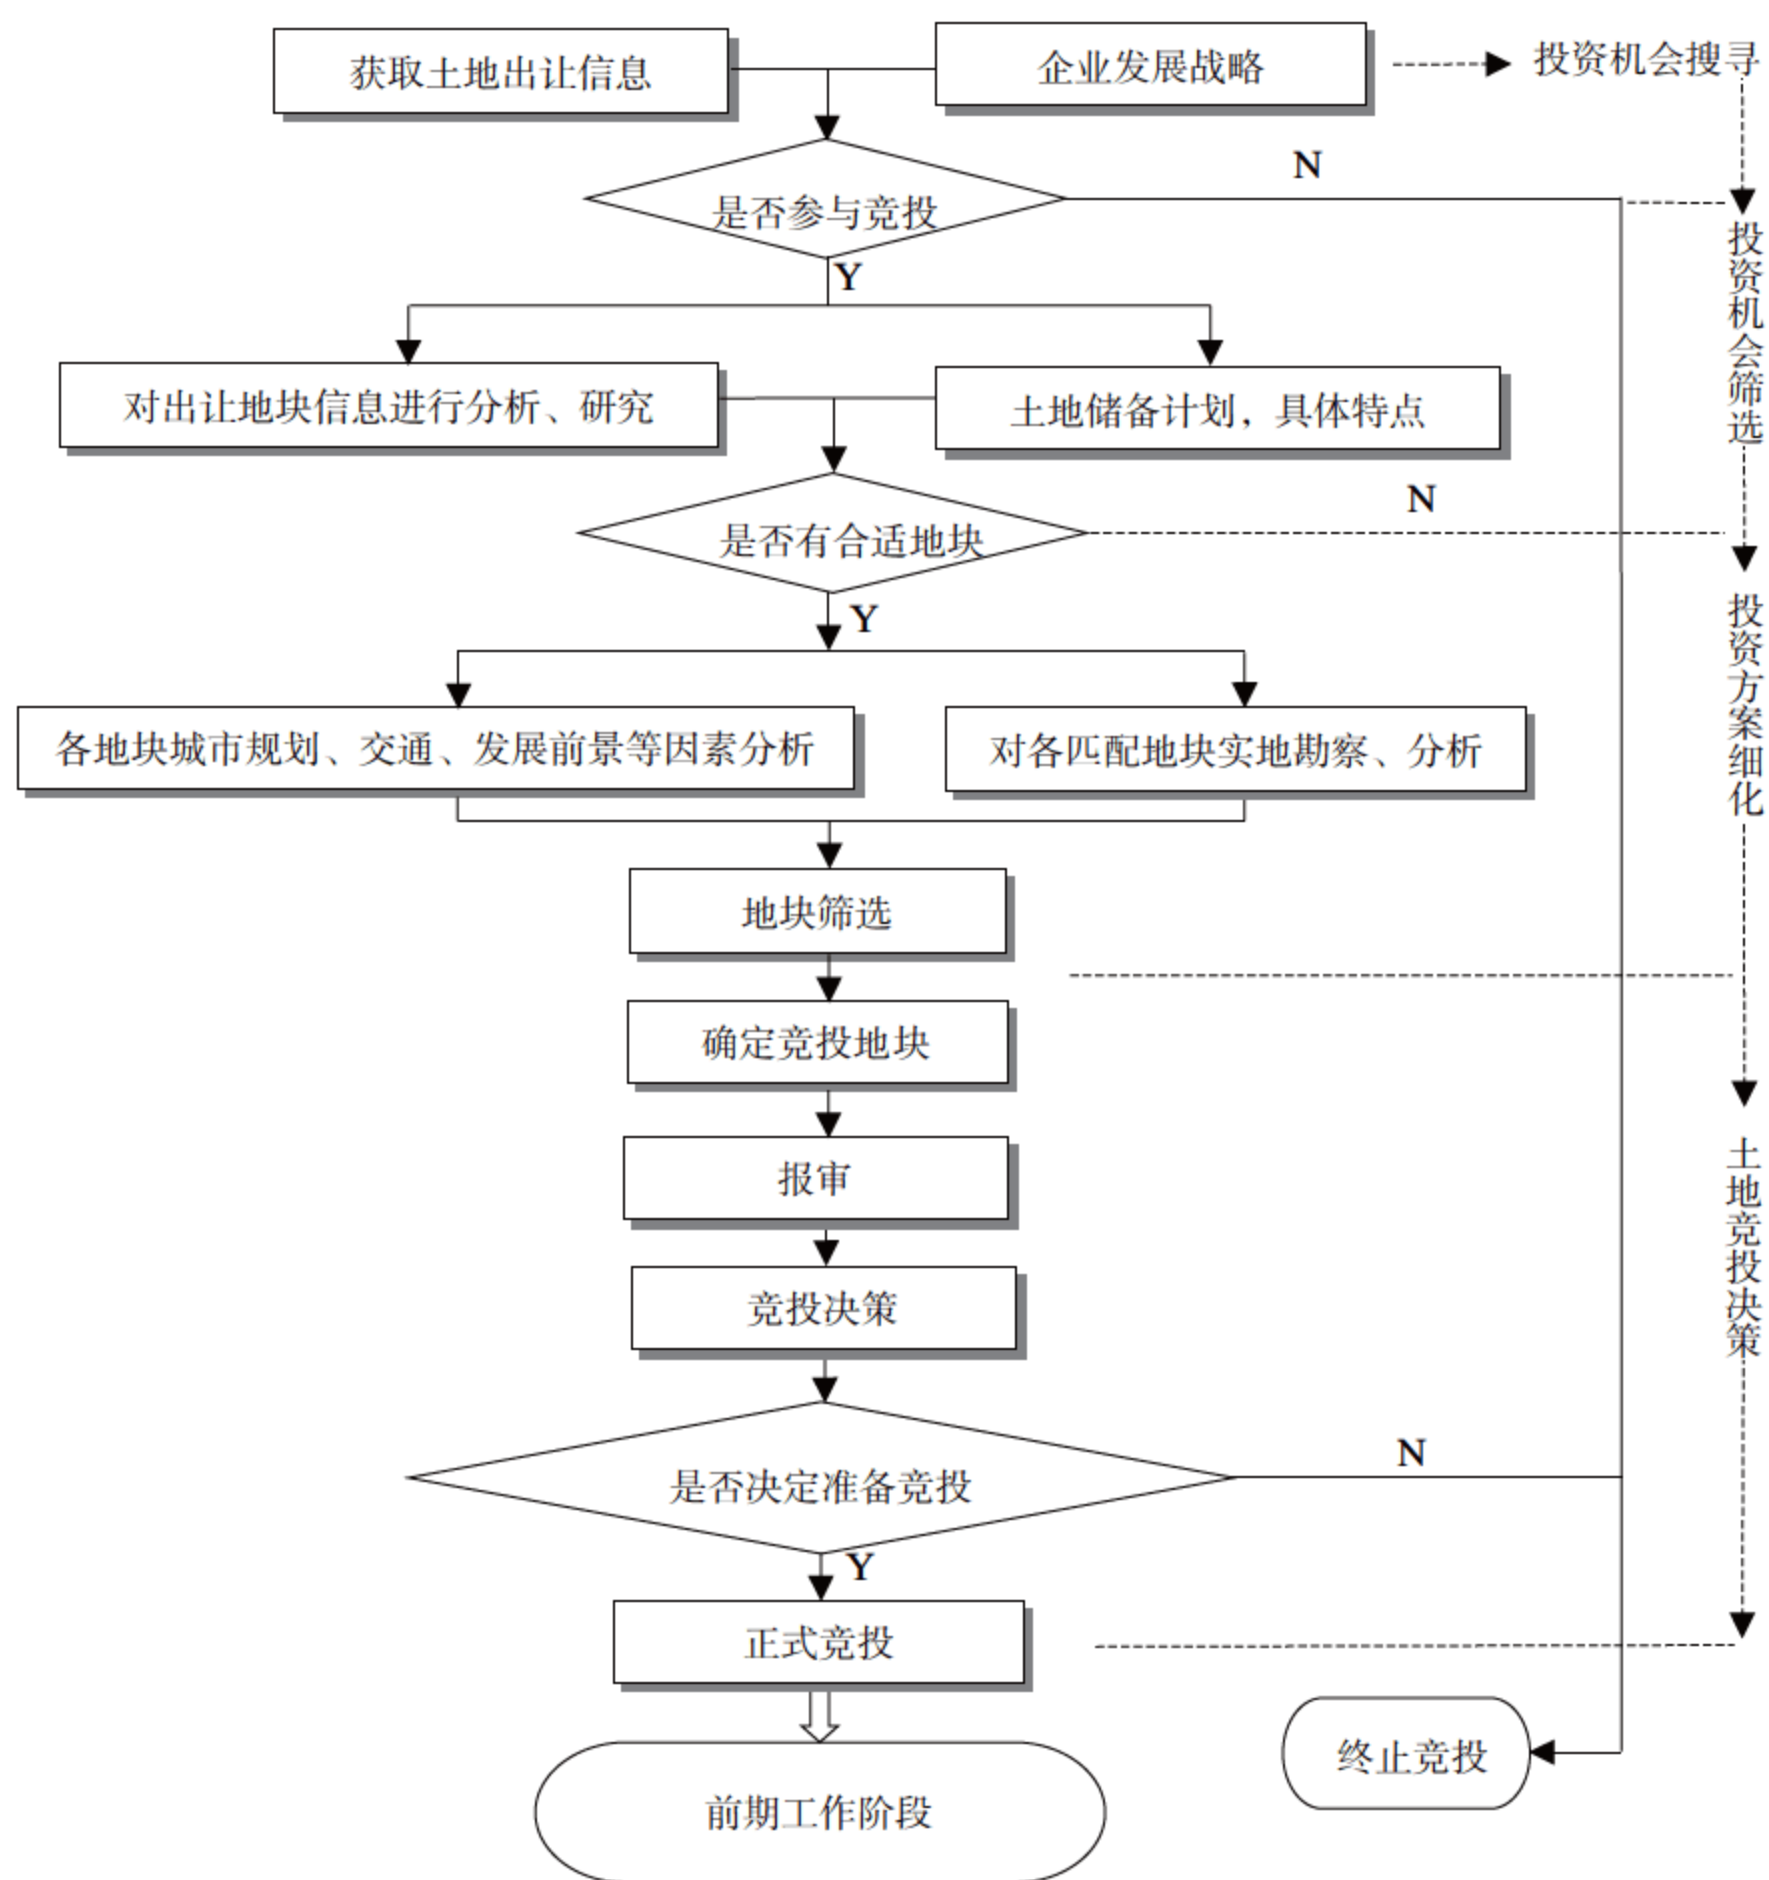 获取土地出让信息
企业发展战略
投资机会搜寻
是否参与竞投
N
Y
投资机会筛选
对出让地块信息进行分析、研究
土地储备计划，具体特点
是否有合适地块
N
Y
投资方案细化
各地块城市规划、交通、发展前景等因素分析
对各匹配地块实地勘察、分析
地块筛选
确定竞投地块
报审
土地竞投决策
竞投决策
是否决定准备竞投
N
Y
正式竞投
终止竞投
前期工作阶段